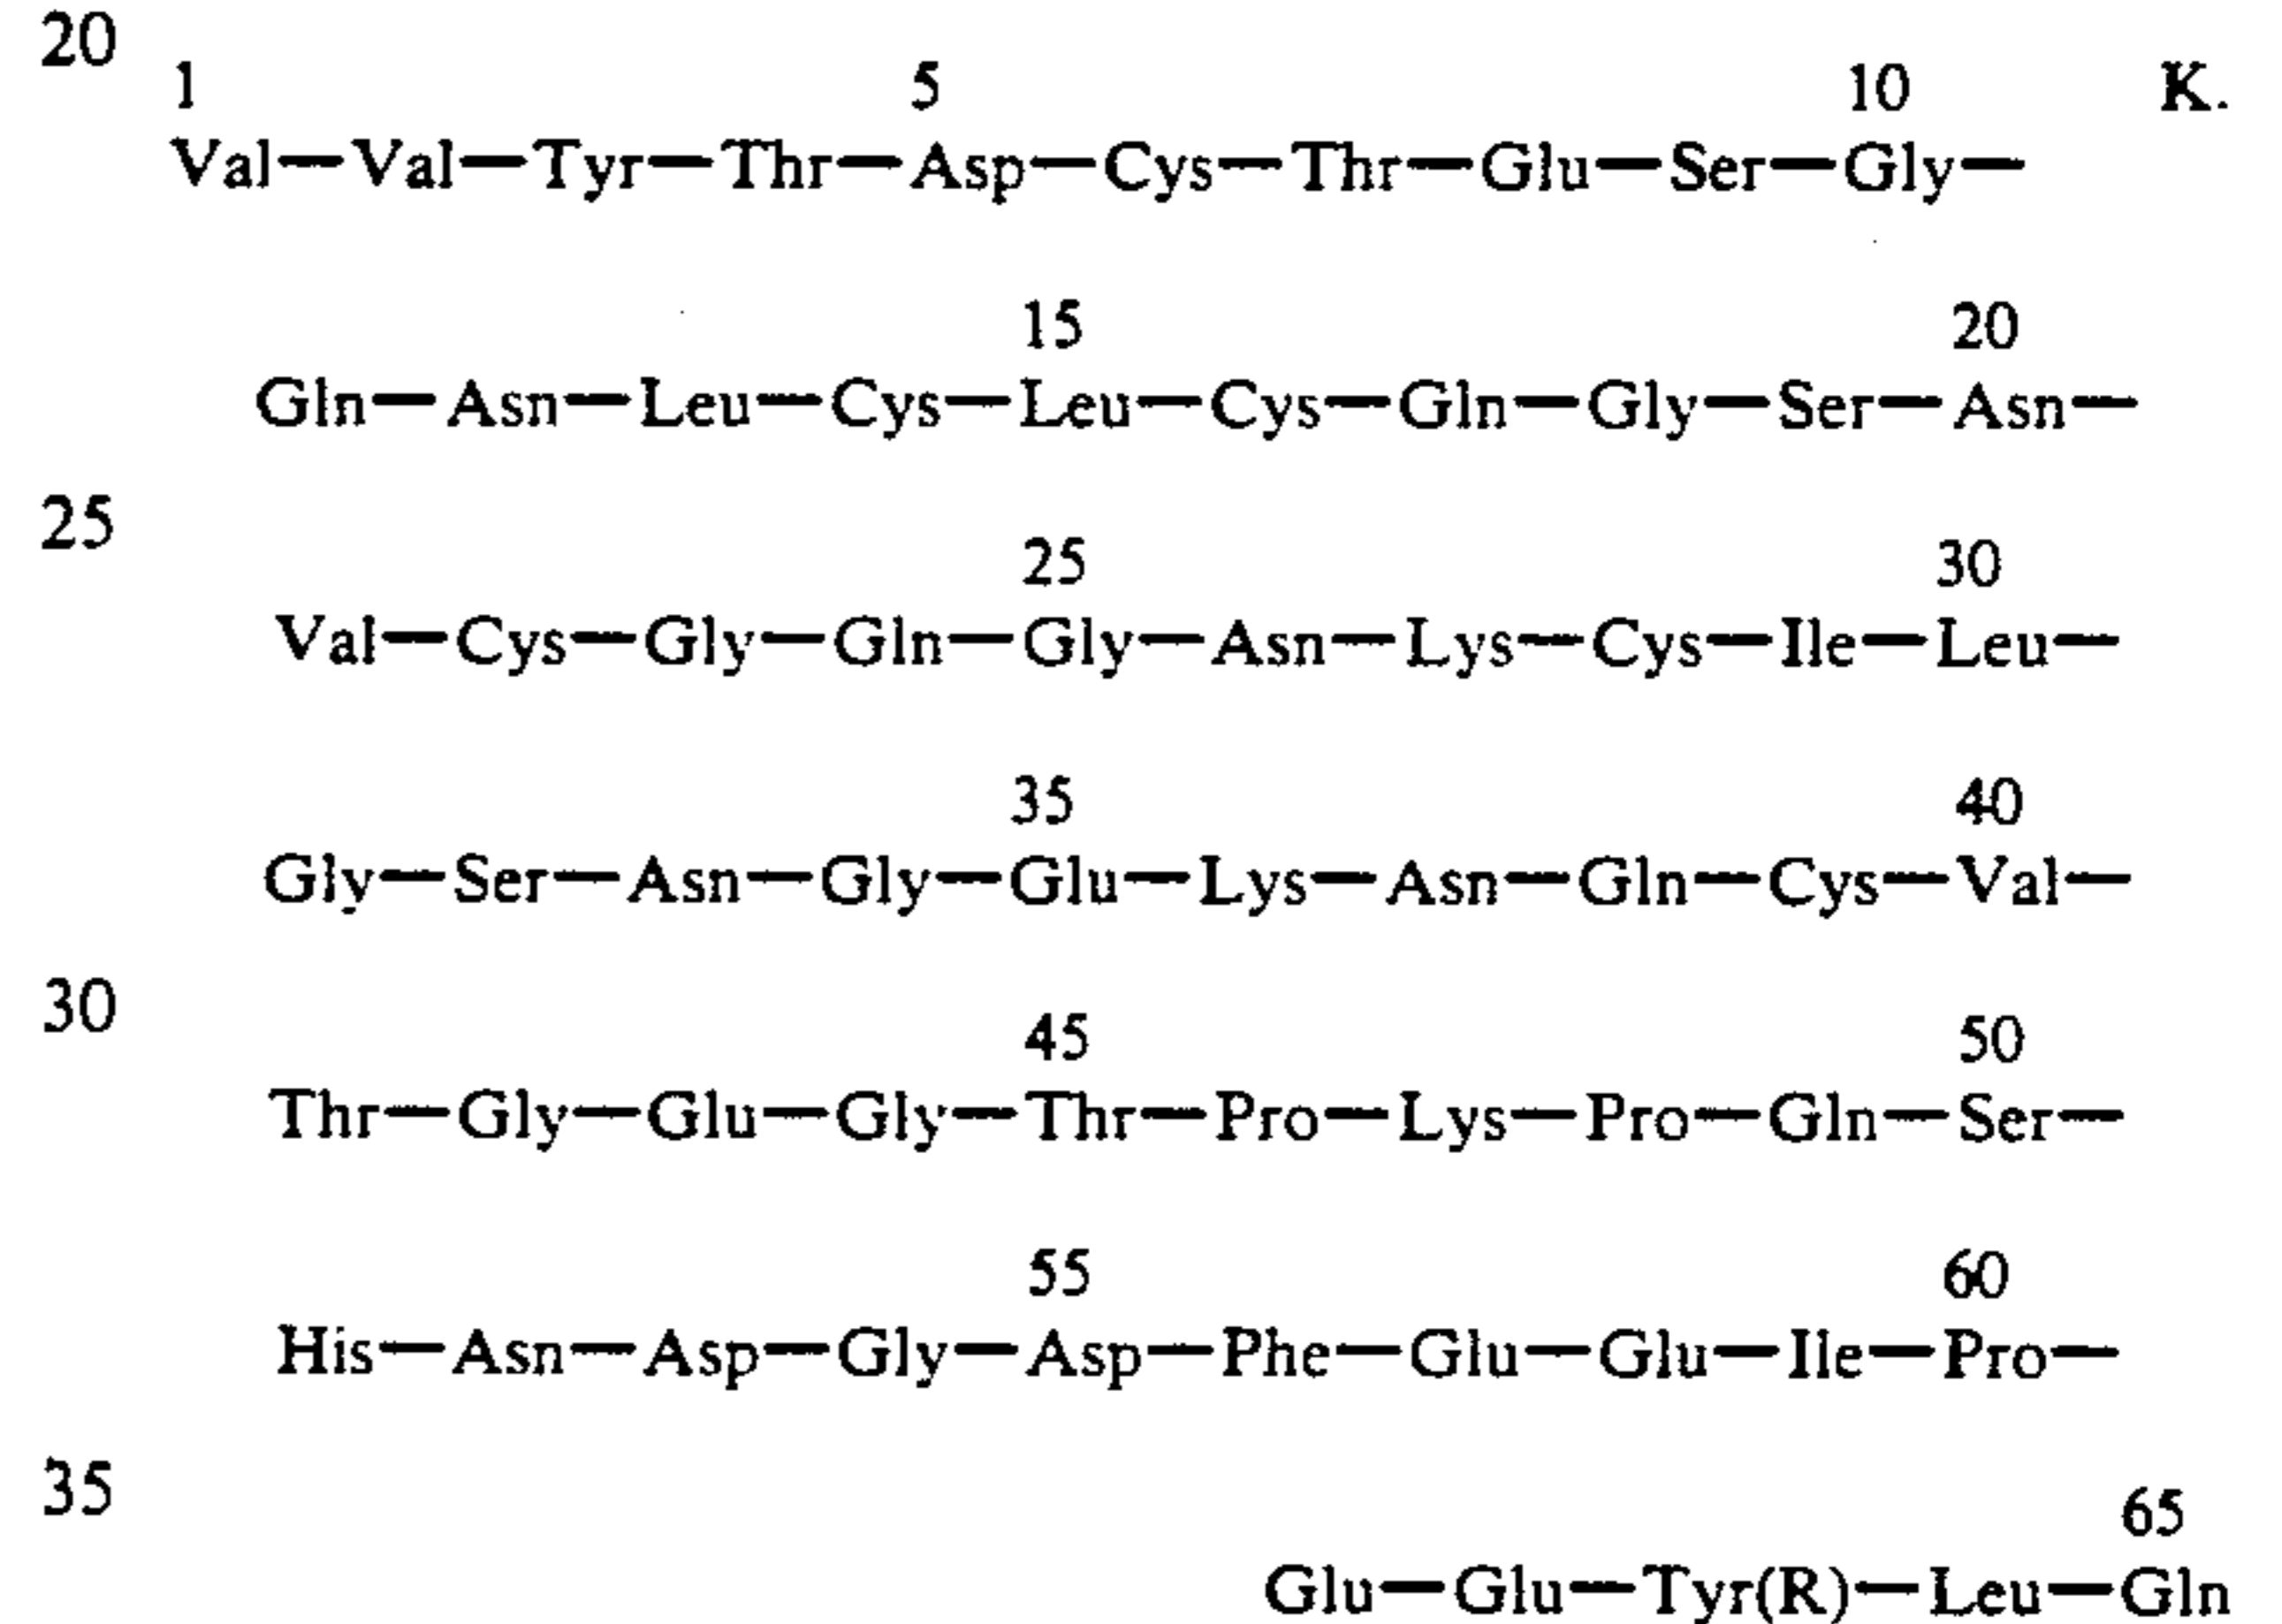 20
1 5 10 K.
Val—Val—Tyr—Thr—Asp—Cys—Thr—Glu—Ser—Gly—
15 20
Gln—Asn—Leu—Cys—Leu—Cys—Gln—Gly—Ser—Asn—
25
25 30
Val—Cys—Gly—Gln—Gly—Asn—Lys—Cys—Ile—Leu—
35 40
Gly—Ser—Asn—Gly—Glu—Lys—Asn—Gln—Cys—Val—
30
45 50
Thr—Gly—Glu—Gly—Thr—Pro—Lys—Pro—Gln—Ser—
55 60
His—Asn—Asp—Gly—Asp—Phe—Glu—Glu—Ile—Pro—
35
65
Glu—Glu—Tyr(R)—Leu—Gln